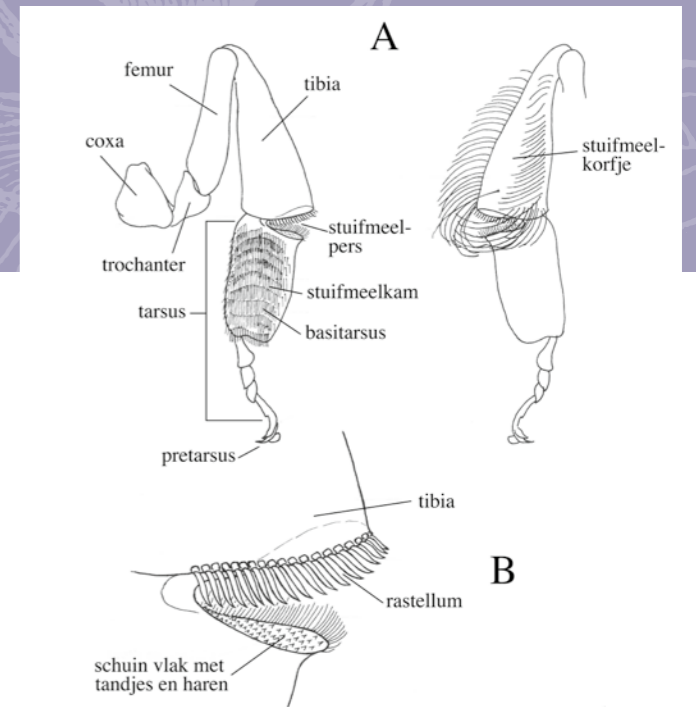 A
femur
tibia
coxa
stuifmeel-
korfje
trochanter
stuifmeel-
pers
stuifmeelkam
tarsus
basitarsus
pretarsus
tibia
B
rastellum
schuin vlak met
tandjes en haren